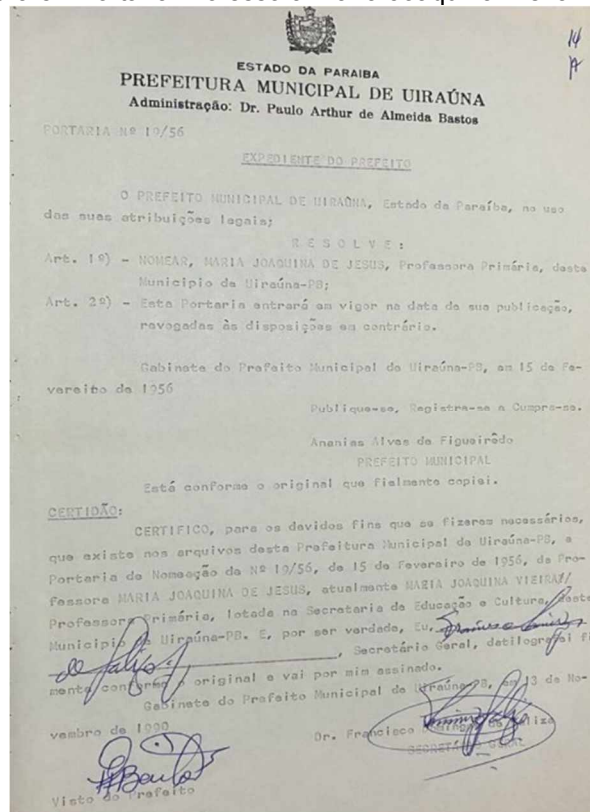 14
A
ESTADO DA PARAIBA
PREFEITURA MUNICIPAL DE UIRAÚNA
Administração: Dr. Paulo Arthur de Almeida Bastos
PORTARIA Nº 19/56
EXPEDIENTE DO PREFEITO
O PREFEITO MUNICIPAL DE UIRAÚNA, Estado da Paraíba, no uso
das suas atribuições legais;
R E S O L V E :
Art. 1º) - NOMEAR, MARIA JOAQUINA DE JESUS, Professora Primária, deste
Municipio de Uiraúna-PB;
Art. 2º) - Esta Portaria entrará em vigor na data de sua publicação,
revogadas às disposições em contrário.
Gabinete do Prefeito Municipal de Uiraúna-PB, em 15 de Fe-
vereiro de 1956
Publique-se, Registra-se e Cumpra-se.
Ananias Alves de Figueirêdo
PREFEITO MUNICIPAL
Está conforme o original que fielmente copiei.
CERTIDÃO:
CERTIFICO, para os devidos fins que se fizerem necessários,
que existe nos arquivos desta Prefeitura Municipal de Uiraúna-PB, a
Portaria de Nomeação de Nº 19/56, de 15 de Fevereiro de 1956, da Pro-
fessora MARIA JOAQUINA DE JESUS, atualmente MARIA JOAQUINA VIEIRA//
Professora Primária, lotada na Secretaria de Educação e Cultura, deste
Municipio de Uiraúna-PB. E, por ser verdade, Eu,
, Secretário Geral, datilografei fi
mente conforme o original e vai por mim assinado.
Gabinete do Prefeito Municipal de Uiraúna-PB, em 13 de No-
vembro de 1990
Dr. Francisco
SECRETÁRIO GERAL
Visto do Prefeito